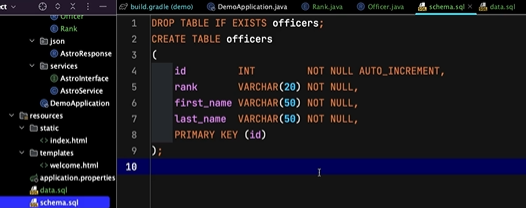 ct
build.gradle (demo)
DemoApplication.java
Rank.java
Officer.java
schema.sql
data.sql
Officer
Rank
json
AstroResponse
services
AstroInterface
AstroService
DemoApplication
resources
static
index.html
templates
welcome.html
application.properties
data.sql
schema.sql
1 DROP TABLE IF EXISTS officers;
2 CREATE TABLE officers
3 (
4 id INT NOT NULL AUTO_INCREMENT,
5 rank VARCHAR(20) NOT NULL,
6 first_name VARCHAR(50) NOT NULL,
7 last_name VARCHAR(50) NOT NULL,
8 PRIMARY KEY (id)
9 );
10